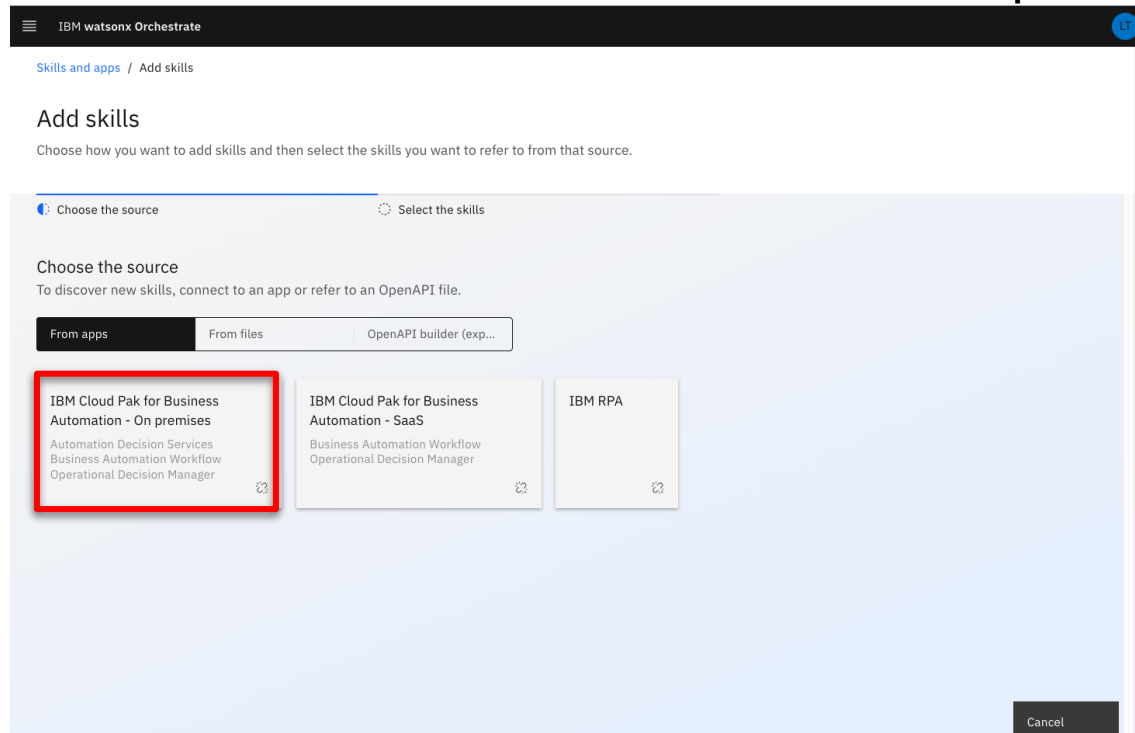 IBM watsonx Orchestrate
LT
Skills and apps / Add skills
Add skills
Choose how you want to add skills and then select the skills you want to refer to from that source.
Choose the source
Select the skills
Choose the source
To discover new skills, connect to an app or refer to an OpenAPI file.
From apps
From files
OpenAPI builder (exp...
IBM Cloud Pak for Business
Automation - On premises
Automation Decision Services
Business Automation Workflow
Operational Decision Manager
IBM Cloud Pak for Business
Automation - SaaS
Business Automation Workflow
Operational Decision Manager
IBM RPA
Cancel